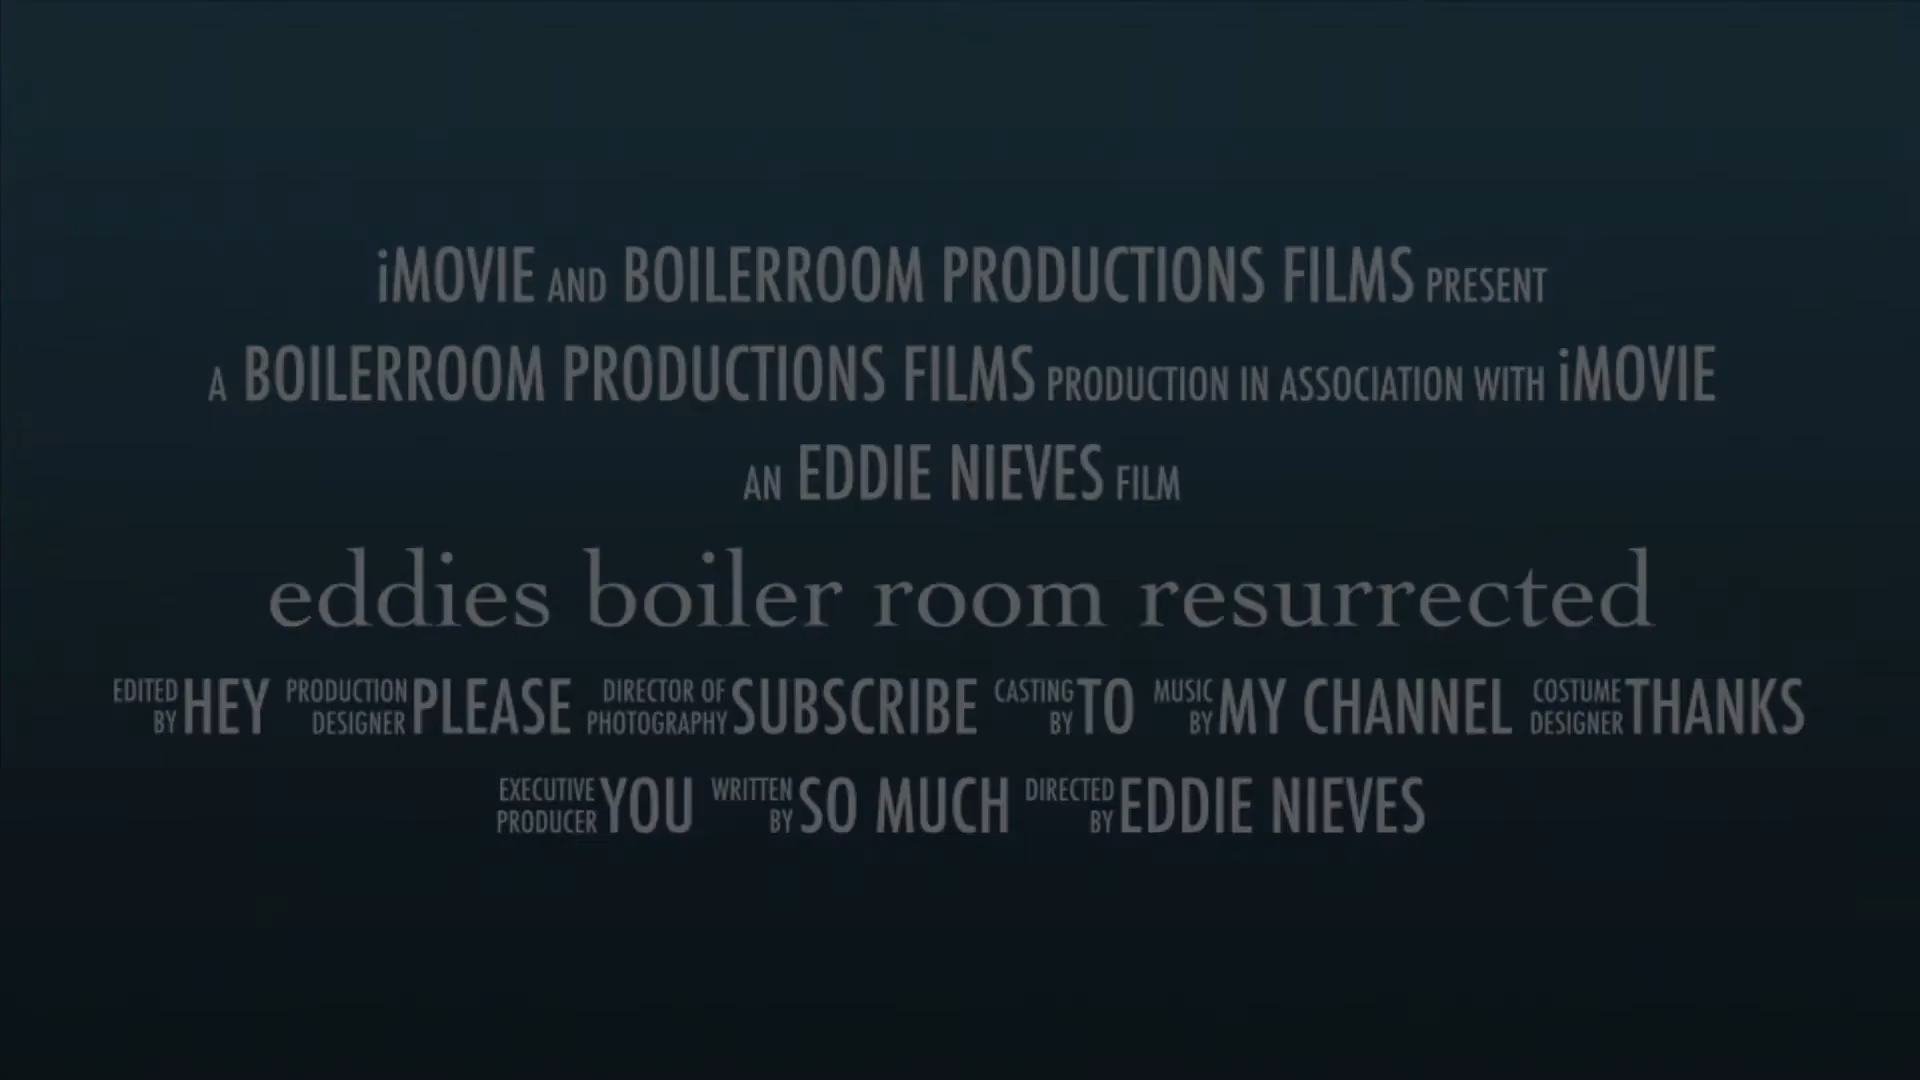 iMOVIE AND BOILERROOM PRODUCTIONS FILMS PRESENT
A BOILERROOM PRODUCTIONS FILMS PRODUCTION IN ASSOCIATION WITH iMOVIE
AN EDDIE NIEVES FILM
eddies boiler room resurrected
EDITED BY HEY PRODUCTION DESIGNER PLEASE DIRECTOR OF PHOTOGRAPHY SUBSCRIBE CASTING BY TO MUSIC BY MY CHANNEL COSTUME DESIGNER THANKS
EXECUTIVE PRODUCER YOU WRITTEN BY SO MUCH DIRECTED BY EDDIE NIEVES